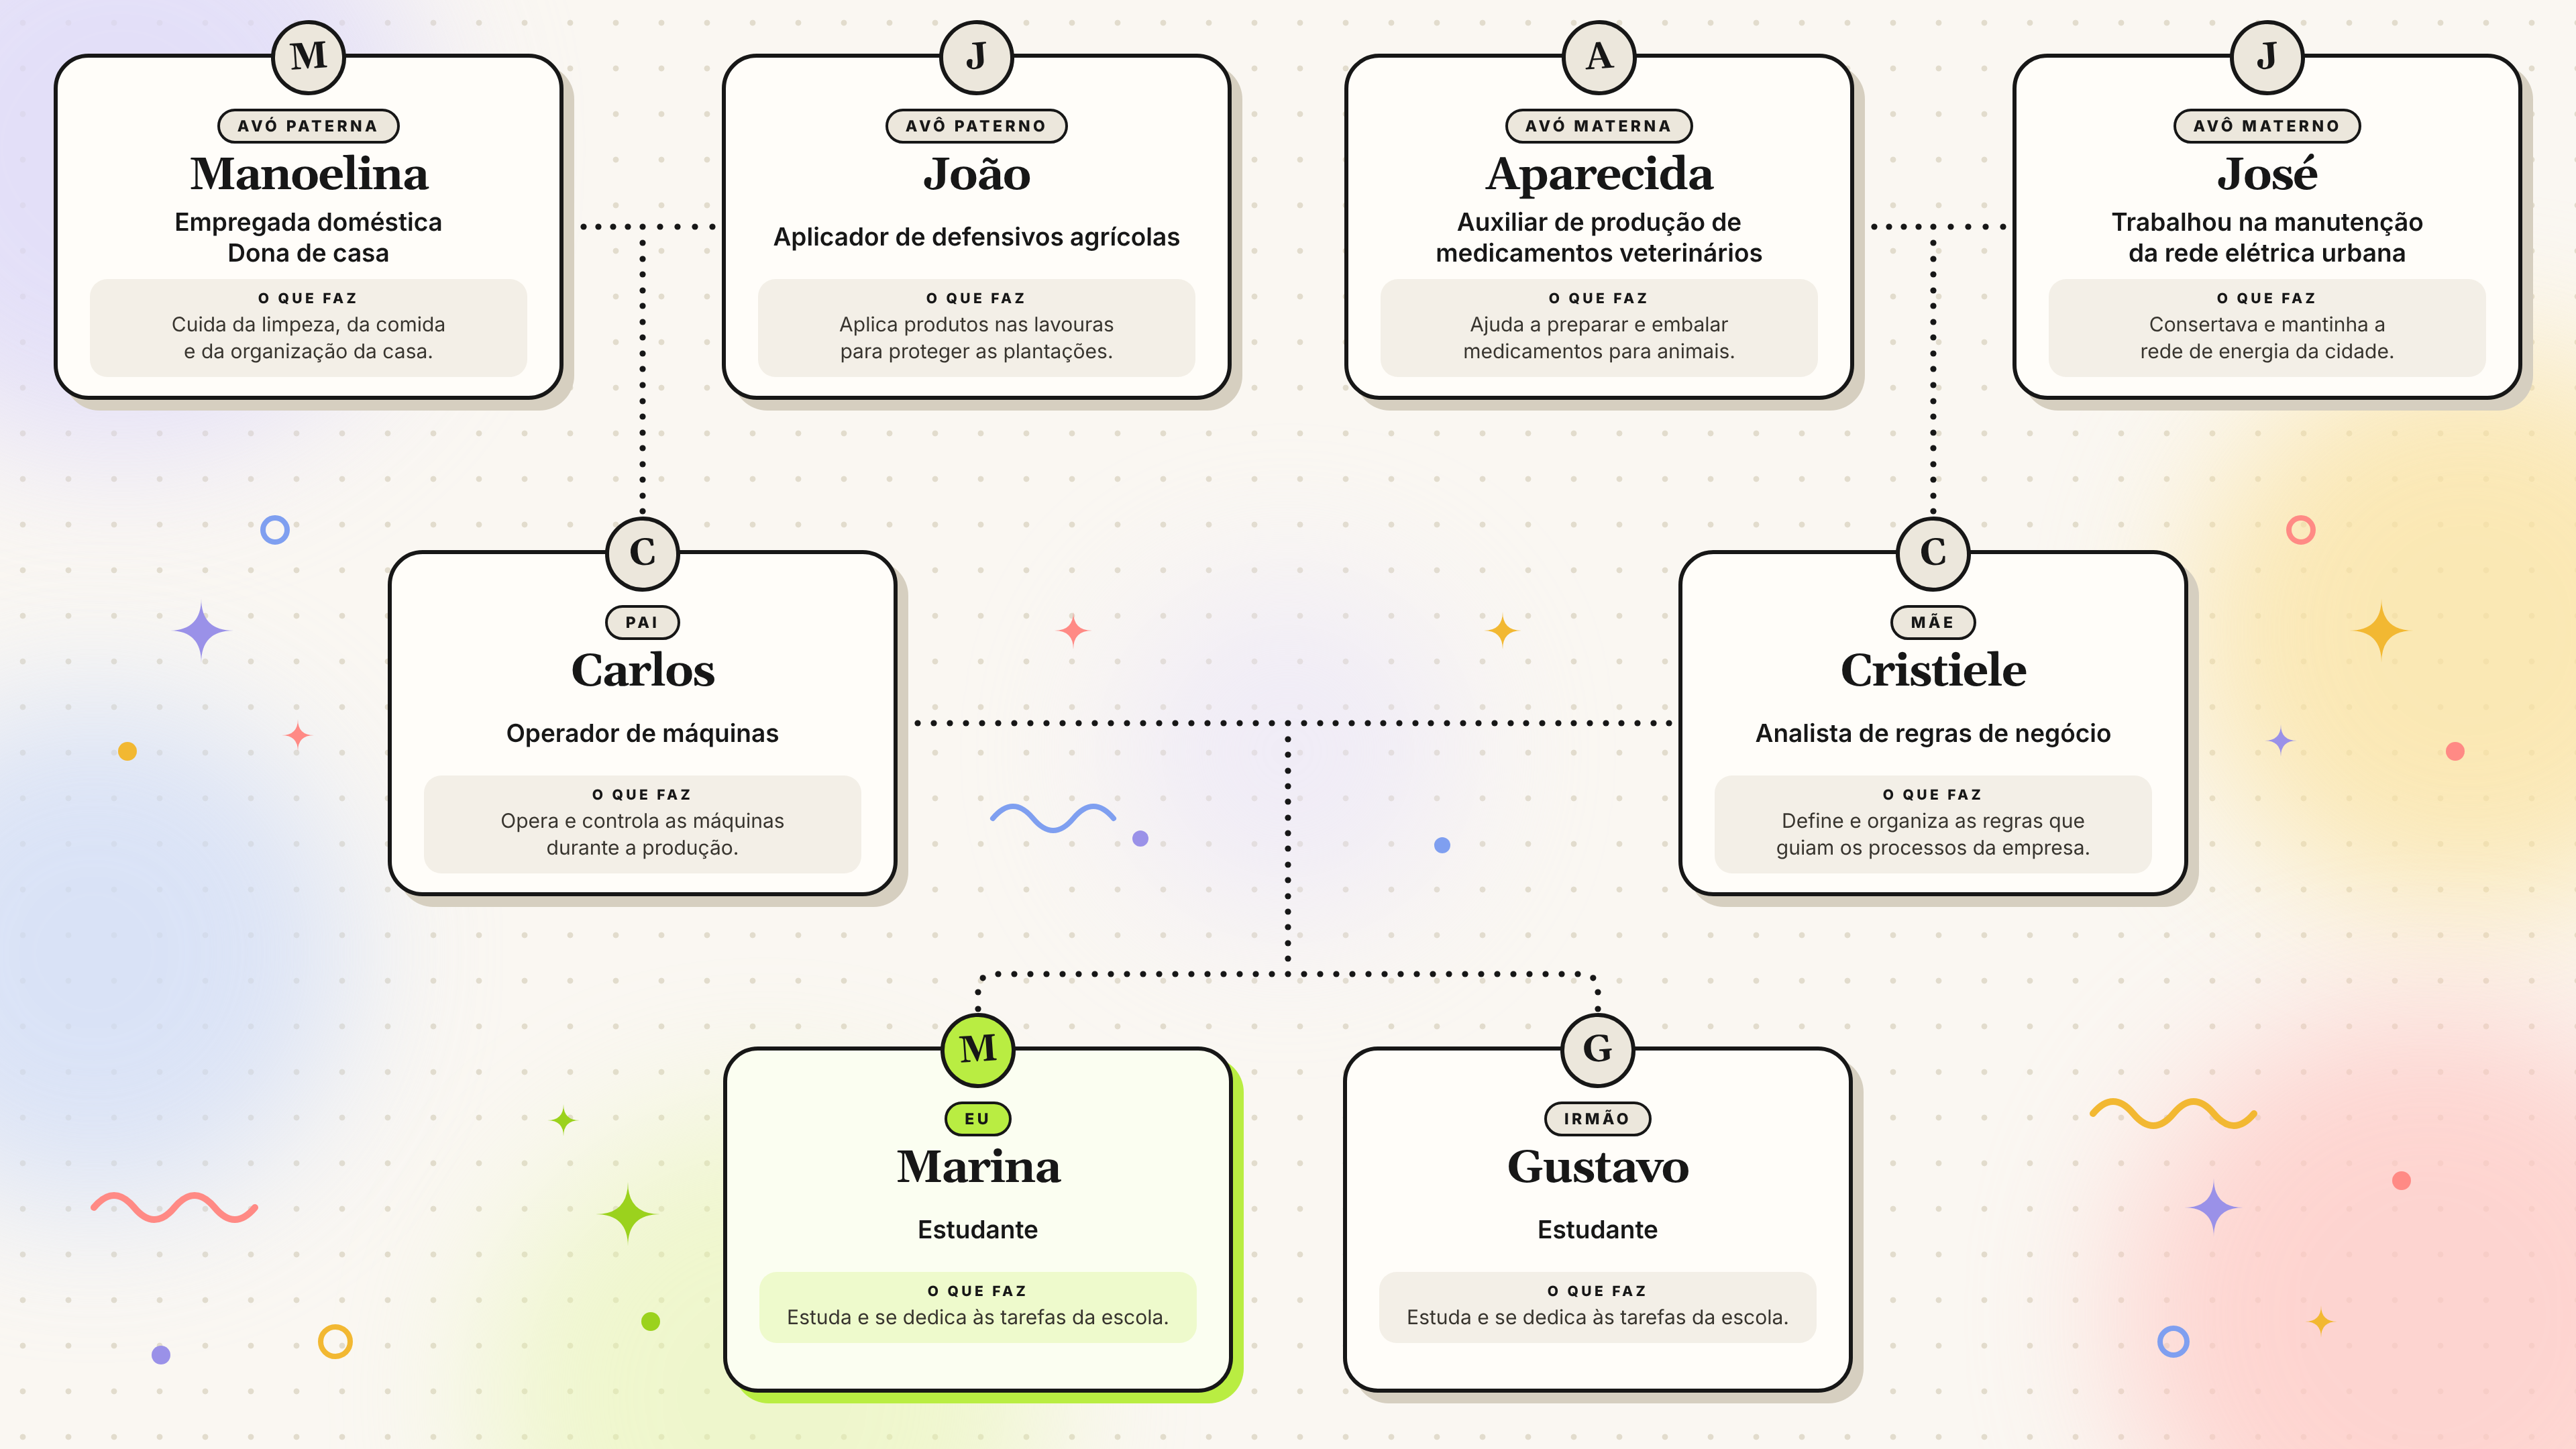 M
AVÓ PATERNA
Manoelina
Empregada doméstica
Dona de casa
O QUE FAZ
Cuida da limpeza, da comida
e da organização da casa.
J
AVÔ PATERNO
João
Aplicador de defensivos agrícolas
O QUE FAZ
Aplica produtos nas lavouras
para proteger as plantações.
A
AVÓ MATERNA
Aparecida
Auxiliar de produção de
medicamentos veterinários
O QUE FAZ
Ajuda a preparar e embalar
medicamentos para animais.
J
AVÔ MATERNO
José
Trabalhou na manutenção
da rede elétrica urbana
O QUE FAZ
Consertava e mantinha a
rede de energia da cidade.
C
PAI
Carlos
Operador de máquinas
O QUE FAZ
Opera e controla as máquinas
durante a produção.
C
MÃE
Cristiele
Analista de regras de negócio
O QUE FAZ
Define e organiza as regras que
guiam os processos da empresa.
M
EU
Marina
Estudante
O QUE FAZ
Estuda e se dedica às tarefas da escola.
G
IRMÃO
Gustavo
Estudante
O QUE FAZ
Estuda e se dedica às tarefas da escola.